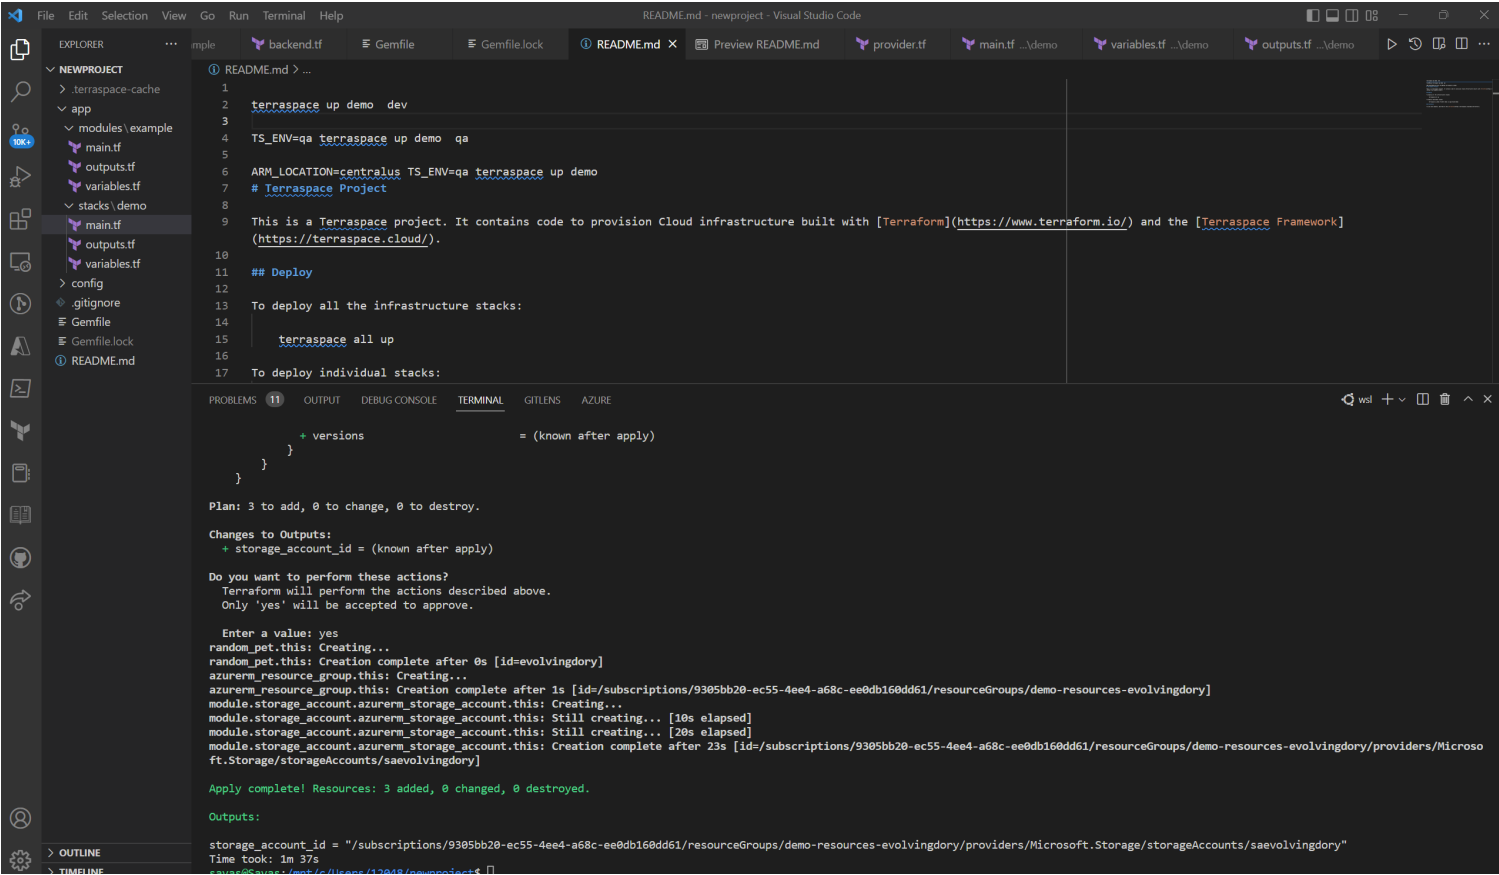 File Edit Selection View Go Run Terminal Help
README.md - newproject - Visual Studio Code
EXPLORER ...
mple
backend.tf
Gemfile
Gemfile.lock
README.md
Preview README.md
provider.tf
main.tf ...\demo
variables.tf ...\demo
outputs.tf ...\demo
NEWPROJECT
.terraspace-cache
app
modules\example
main.tf
outputs.tf
variables.tf
stacks\demo
main.tf
outputs.tf
variables.tf
config
.gitignore
Gemfile
Gemfile.lock
README.md
10K+
OUTLINE
TIMELINE
README.md > ...
1
2 terraspace up demo  dev
3
4 TS_ENV=qa terraspace up demo  qa
5
6 ARM_LOCATION=centralus TS_ENV=qa terraspace up demo
7 # Terraspace Project
8
9 This is a Terraspace project. It contains code to provision Cloud infrastructure built with [Terraform](https://www.terraform.io/) and the [Terraspace Framework]
(https://terraspace.cloud/).
10
11 ## Deploy
12
13 To deploy all the infrastructure stacks:
14
15     terraspace all up
16
17 To deploy individual stacks:
PROBLEMS 11 OUTPUT DEBUG CONSOLE TERMINAL GITLENS AZURE
wsl
+ versions = (known after apply)
}
}
}
Plan: 3 to add, 0 to change, 0 to destroy.
Changes to Outputs:
+ storage_account_id = (known after apply)
Do you want to perform these actions?
Terraform will perform the actions described above.
Only 'yes' will be accepted to approve.
Enter a value: yes
random_pet.this: Creating...
random_pet.this: Creation complete after 0s [id=evolvingdory]
azurerm_resource_group.this: Creating...
azurerm_resource_group.this: Creation complete after 1s [id=/subscriptions/9305bb20-ec55-4ee4-a68c-ee0db160dd61/resourceGroups/demo-resources-evolvingdory]
module.storage_account.azurerm_storage_account.this: Creating...
module.storage_account.azurerm_storage_account.this: Still creating... [10s elapsed]
module.storage_account.azurerm_storage_account.this: Still creating... [20s elapsed]
module.storage_account.azurerm_storage_account.this: Creation complete after 23s [id=/subscriptions/9305bb20-ec55-4ee4-a68c-ee0db160dd61/resourceGroups/demo-resources-evolvingdory/providers/Microso
ft.Storage/storageAccounts/saevolvingdory]
Apply complete! Resources: 3 added, 0 changed, 0 destroyed.
Outputs:
storage_account_id = "/subscriptions/9305bb20-ec55-4ee4-a68c-ee0db160dd61/resourceGroups/demo-resources-evolvingdory/providers/Microsoft.Storage/storageAccounts/saevolvingdory"
Time took: 1m 37s
savas@Savas:/mnt/c/Users/12048/newproject$